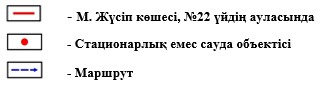 - М. Жүсіп көшесі, №22 үйдің ауласында
- Стационарлық емес сауда объектісі
- Маршрут